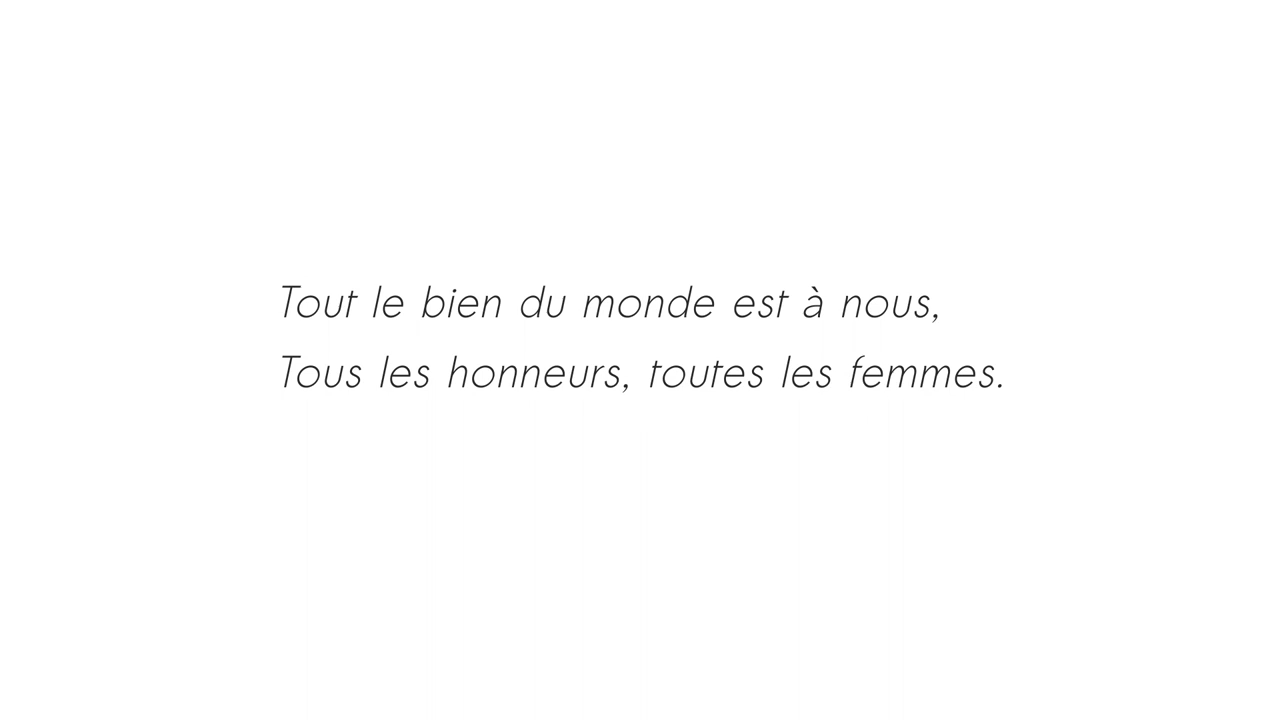 Tout le bien du monde est à nous,
Tous les honneurs, toutes les femmes.